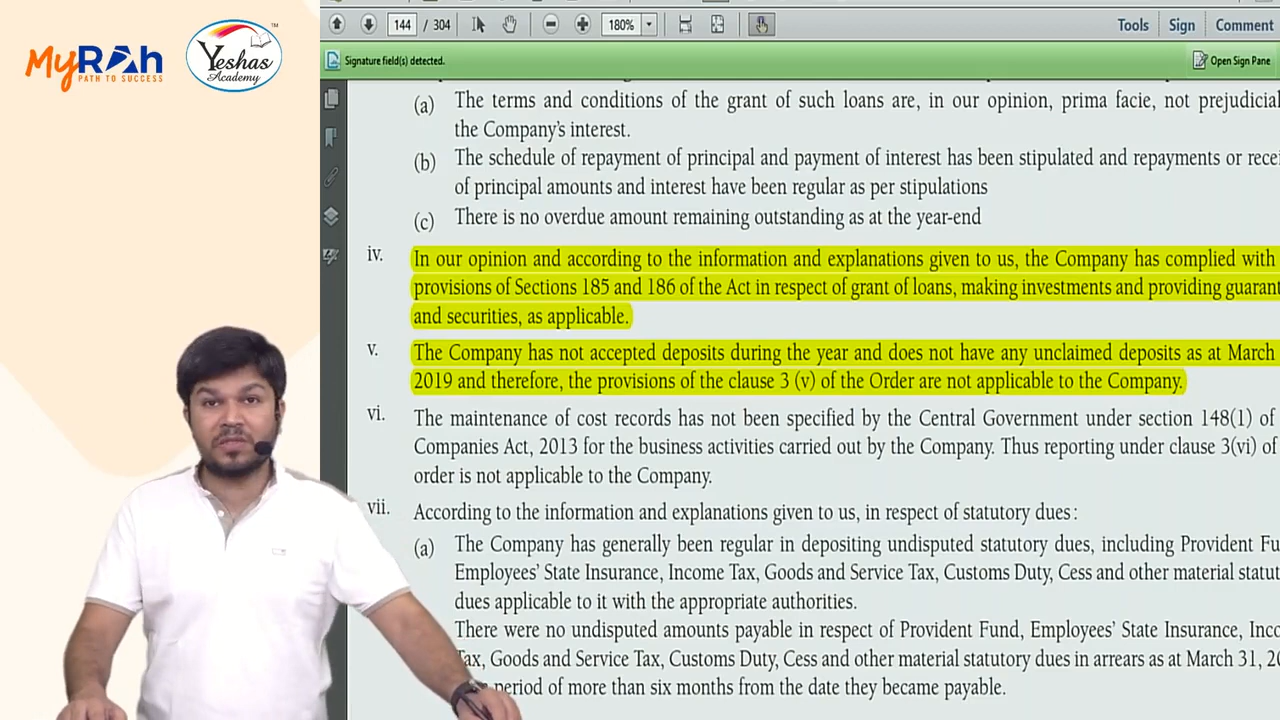 MyRAh
PATH TO SUCCESS
Yeshas
Academy
TM
144 / 304
180%
Tools
Sign
Comment
Signature field(s) detected.
Open Sign Pane
(a) The terms and conditions of the grant of such loans are, in our opinion, prima facie, not prejudicial
the Company's interest.
(b) The schedule of repayment of principal and payment of interest has been stipulated and repayments or recei
of principal amounts and interest have been regular as per stipulations
(c) There is no overdue amount remaining outstanding as at the year-end
iv. In our opinion and according to the information and explanations given to us, the Company has complied with
provisions of Sections 185 and 186 of the Act in respect of grant of loans, making investments and providing guarant
and securities, as applicable.
v. The Company has not accepted deposits during the year and does not have any unclaimed deposits as at March
2019 and therefore, the provisions of the clause 3 (v) of the Order are not applicable to the Company.
vi. The maintenance of cost records has not been specified by the Central Government under section 148(1) of
Companies Act, 2013 for the business activities carried out by the Company. Thus reporting under clause 3(vi) of
order is not applicable to the Company.
vii. According to the information and explanations given to us, in respect of statutory dues:
(a) The Company has generally been regular in depositing undisputed statutory dues, including Provident Fu
Employees' State Insurance, Income Tax, Goods and Service Tax, Customs Duty, Cess and other material statut
dues applicable to it with the appropriate authorities.
There were no undisputed amounts payable in respect of Provident Fund, Employees' State Insurance, Inco
Tax, Goods and Service Tax, Customs Duty, Cess and other material statutory dues in arrears as at March 31, 20
period of more than six months from the date they became payable.